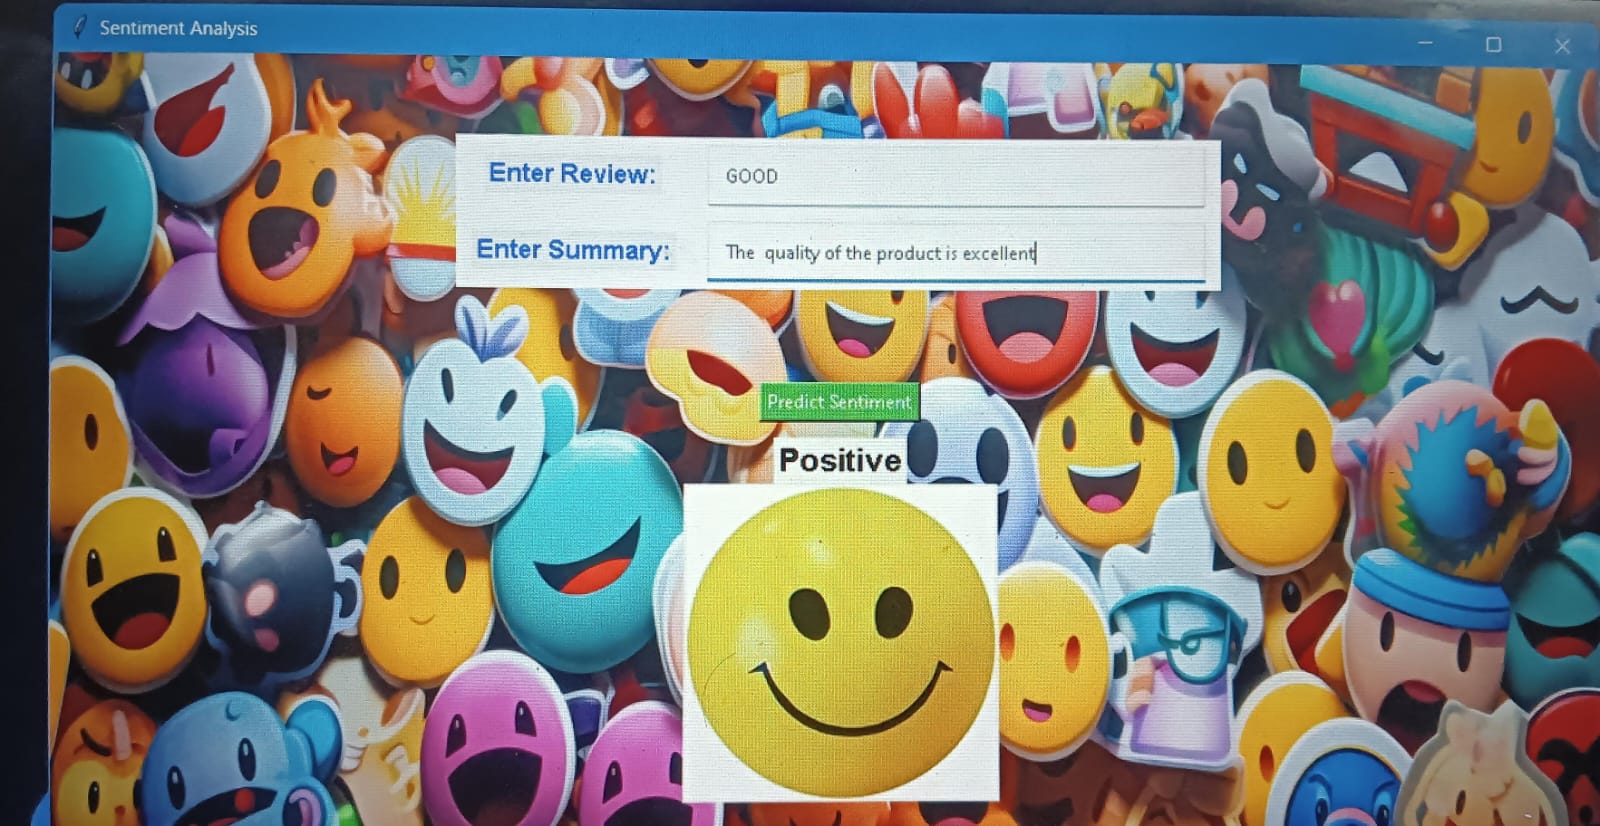 Sentiment Analysis
Enter Review:
GOOD
Enter Summary:
The  quality of the product is excellent
Predict Sentiment
Positive